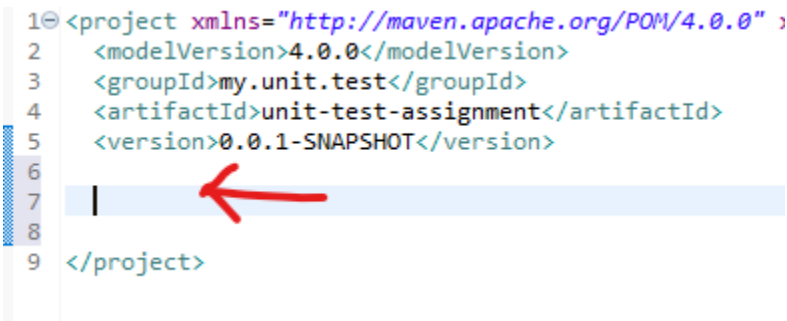 1 <project xmlns="http://maven.apache.org/POM/4.0.0"
2 <modelVersion>4.0.0</modelVersion>
3 <groupId>my.unit.test</groupId>
4 <artifactId>unit-test-assignment</artifactId>
5 <version>0.0.1-SNAPSHOT</version>
6
7
8
9 </project>